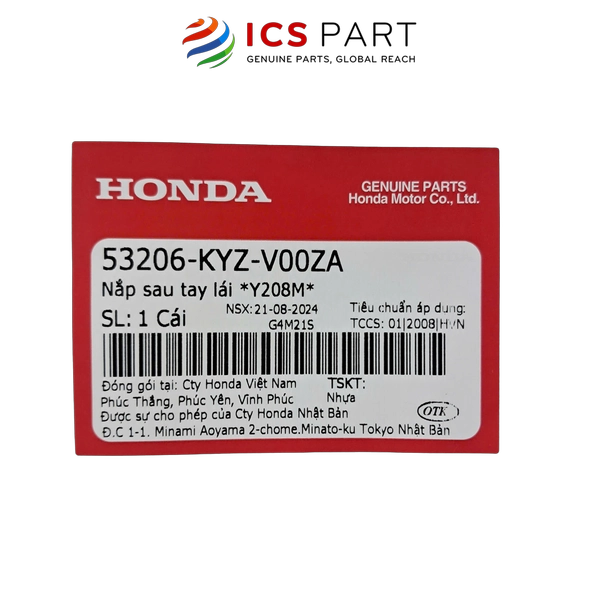 ICS PART
GENUINE PARTS, GLOBAL REACH
HONDA
GENUINE PARTS
Honda Motor Co., Ltd.
53206-KYZ-V00ZA
Nắp sau tay lái *Y208M*
NSX: 21-08-2024
Tiêu chuẩn áp dụng:
SL: 1 Cái
G4M21S
TCCS: 01|2008|HVN
Đóng gói tại: Cty Honda Việt Nam
TSKT:
Phúc Thắng, Phúc Yên, Vĩnh Phúc
Nhựa
Được sự cho phép của Cty Honda Nhật Bản
OTK
Đ.C 1-1. Minami Aoyama 2-chome.Minato-ku Tokyo Nhật Bản